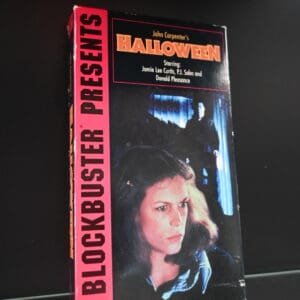 John Carpenter's
HALLOWEEN
Starring:
Jamie Lee Curtis, P.J. Soles and
Donald Pleasence
BLOCKBUSTER PRESENTS